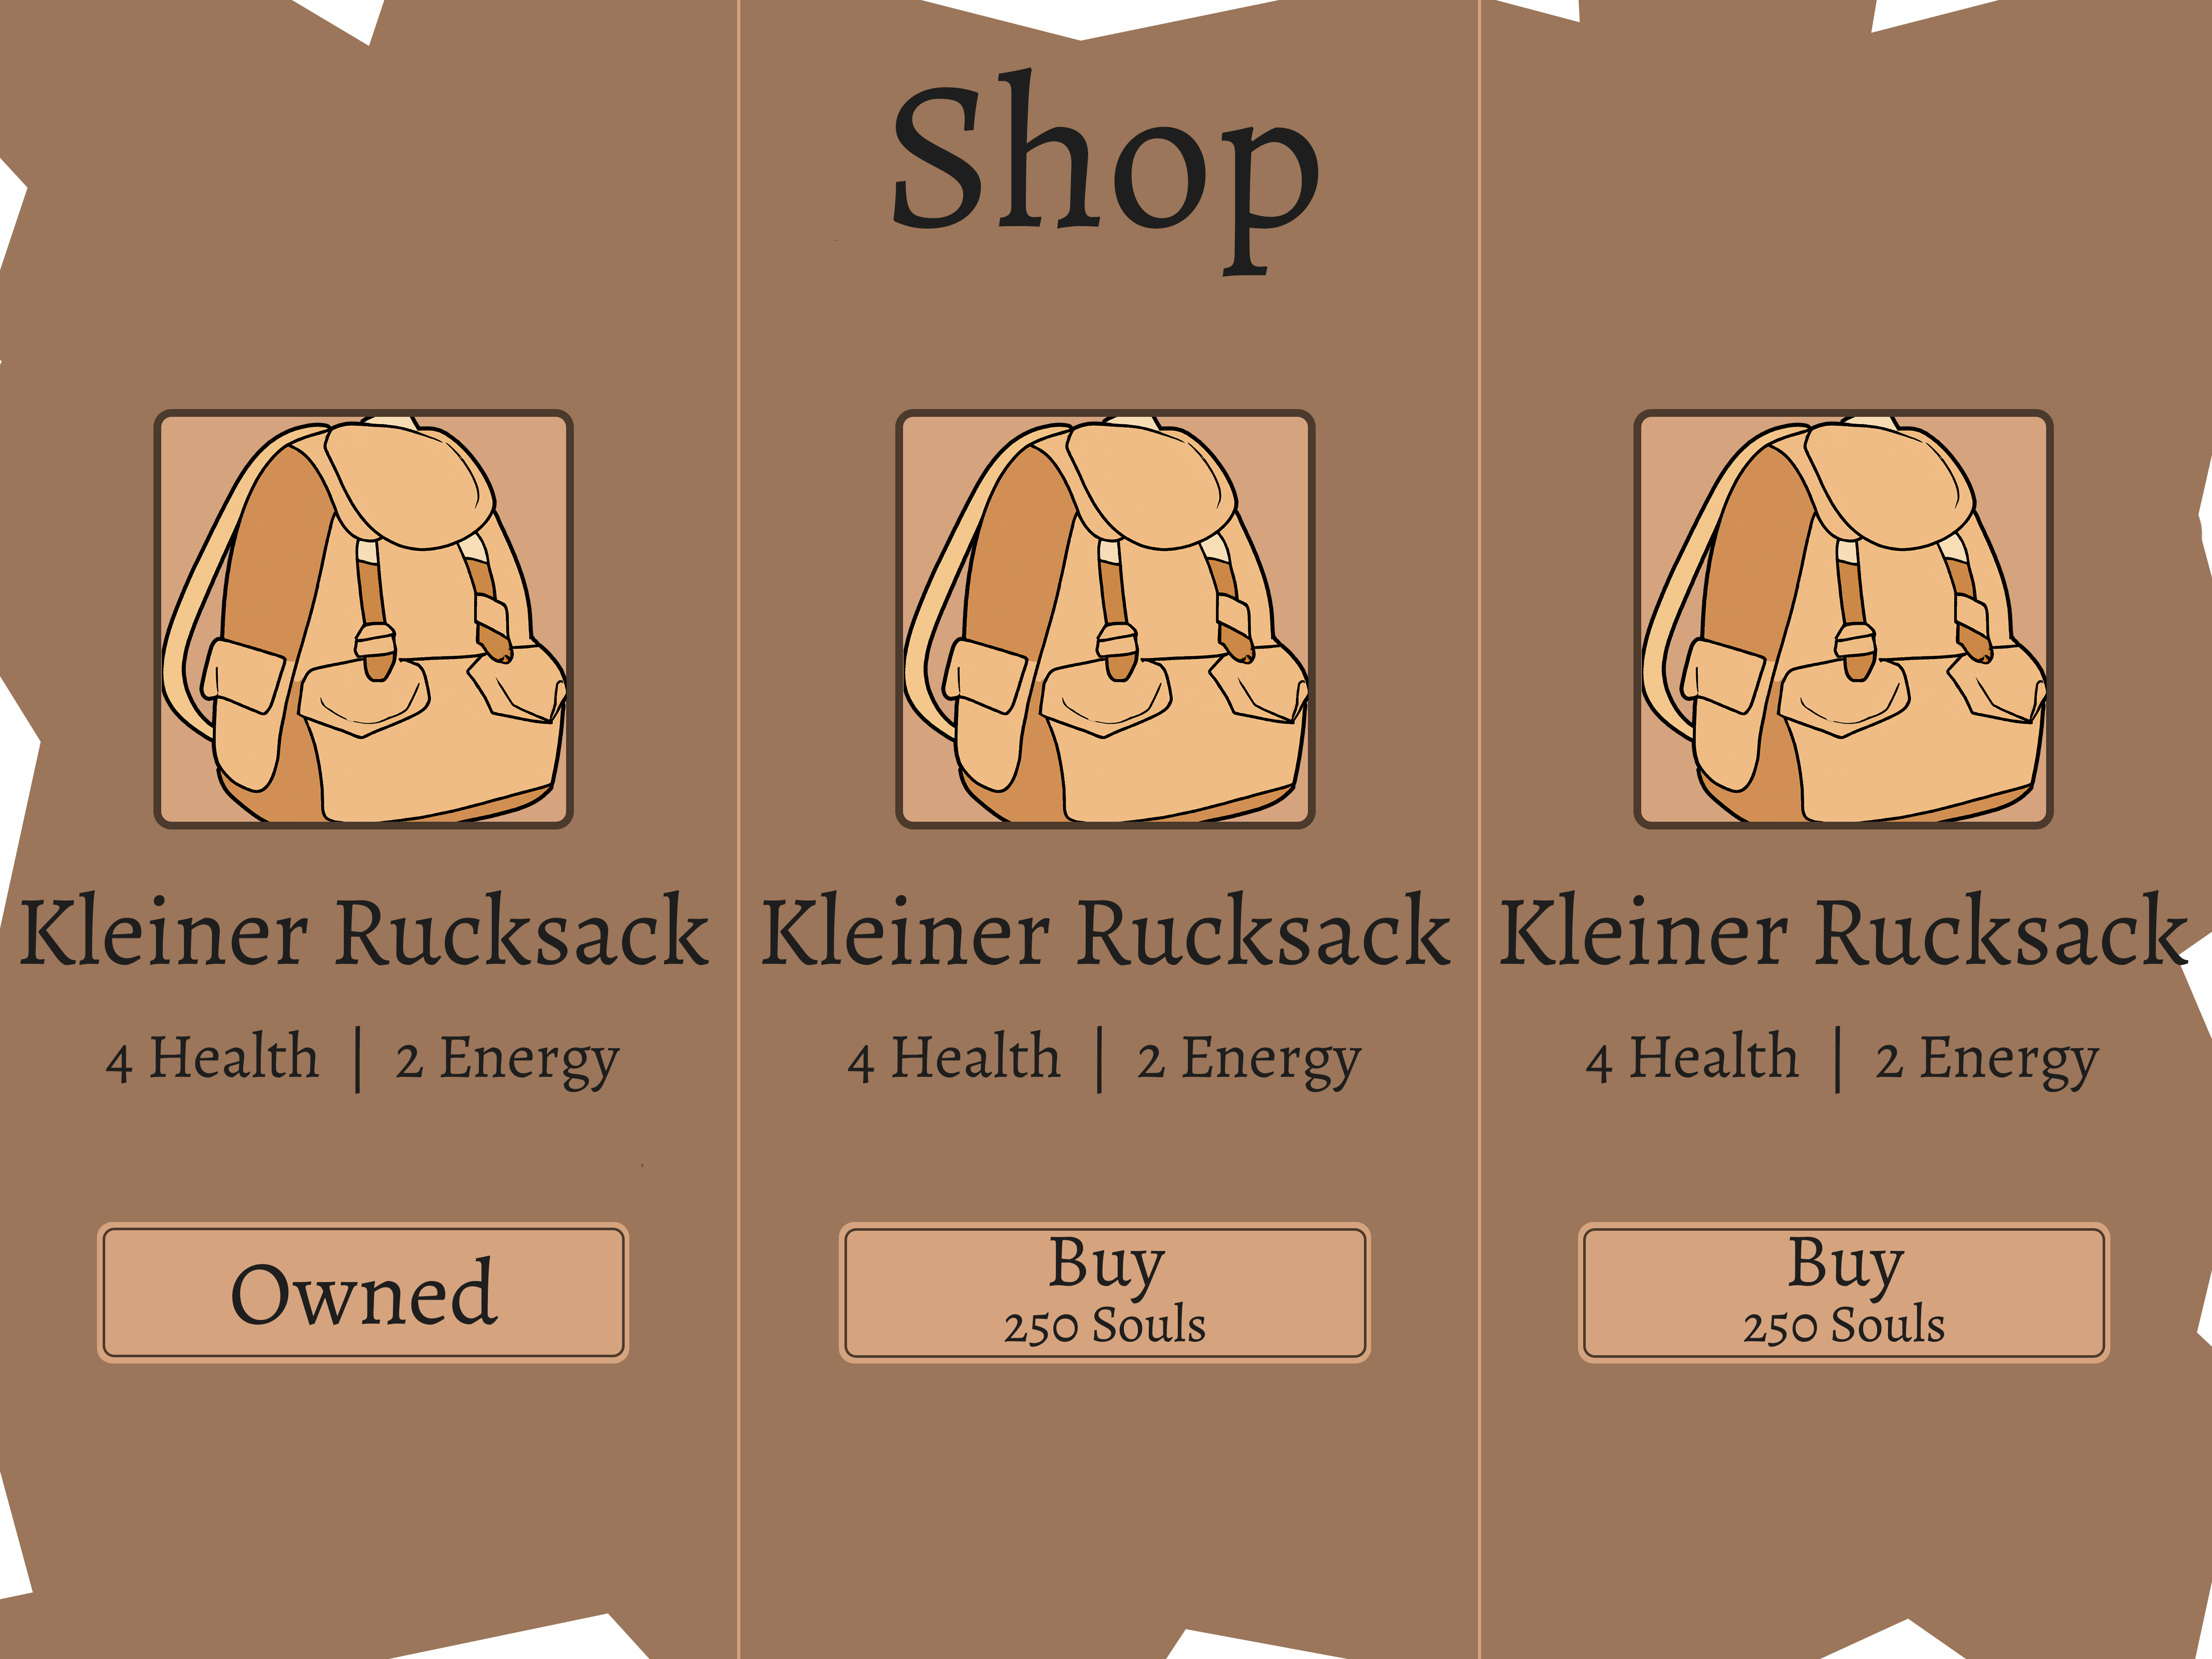 Shop
Kleiner Rucksack
4 Health | 2 Energy
Owned
Kleiner Rucksack
4 Health | 2 Energy
Buy
250 Souls
Kleiner Rucksack
4 Health | 2 Energy
Buy
250 Souls